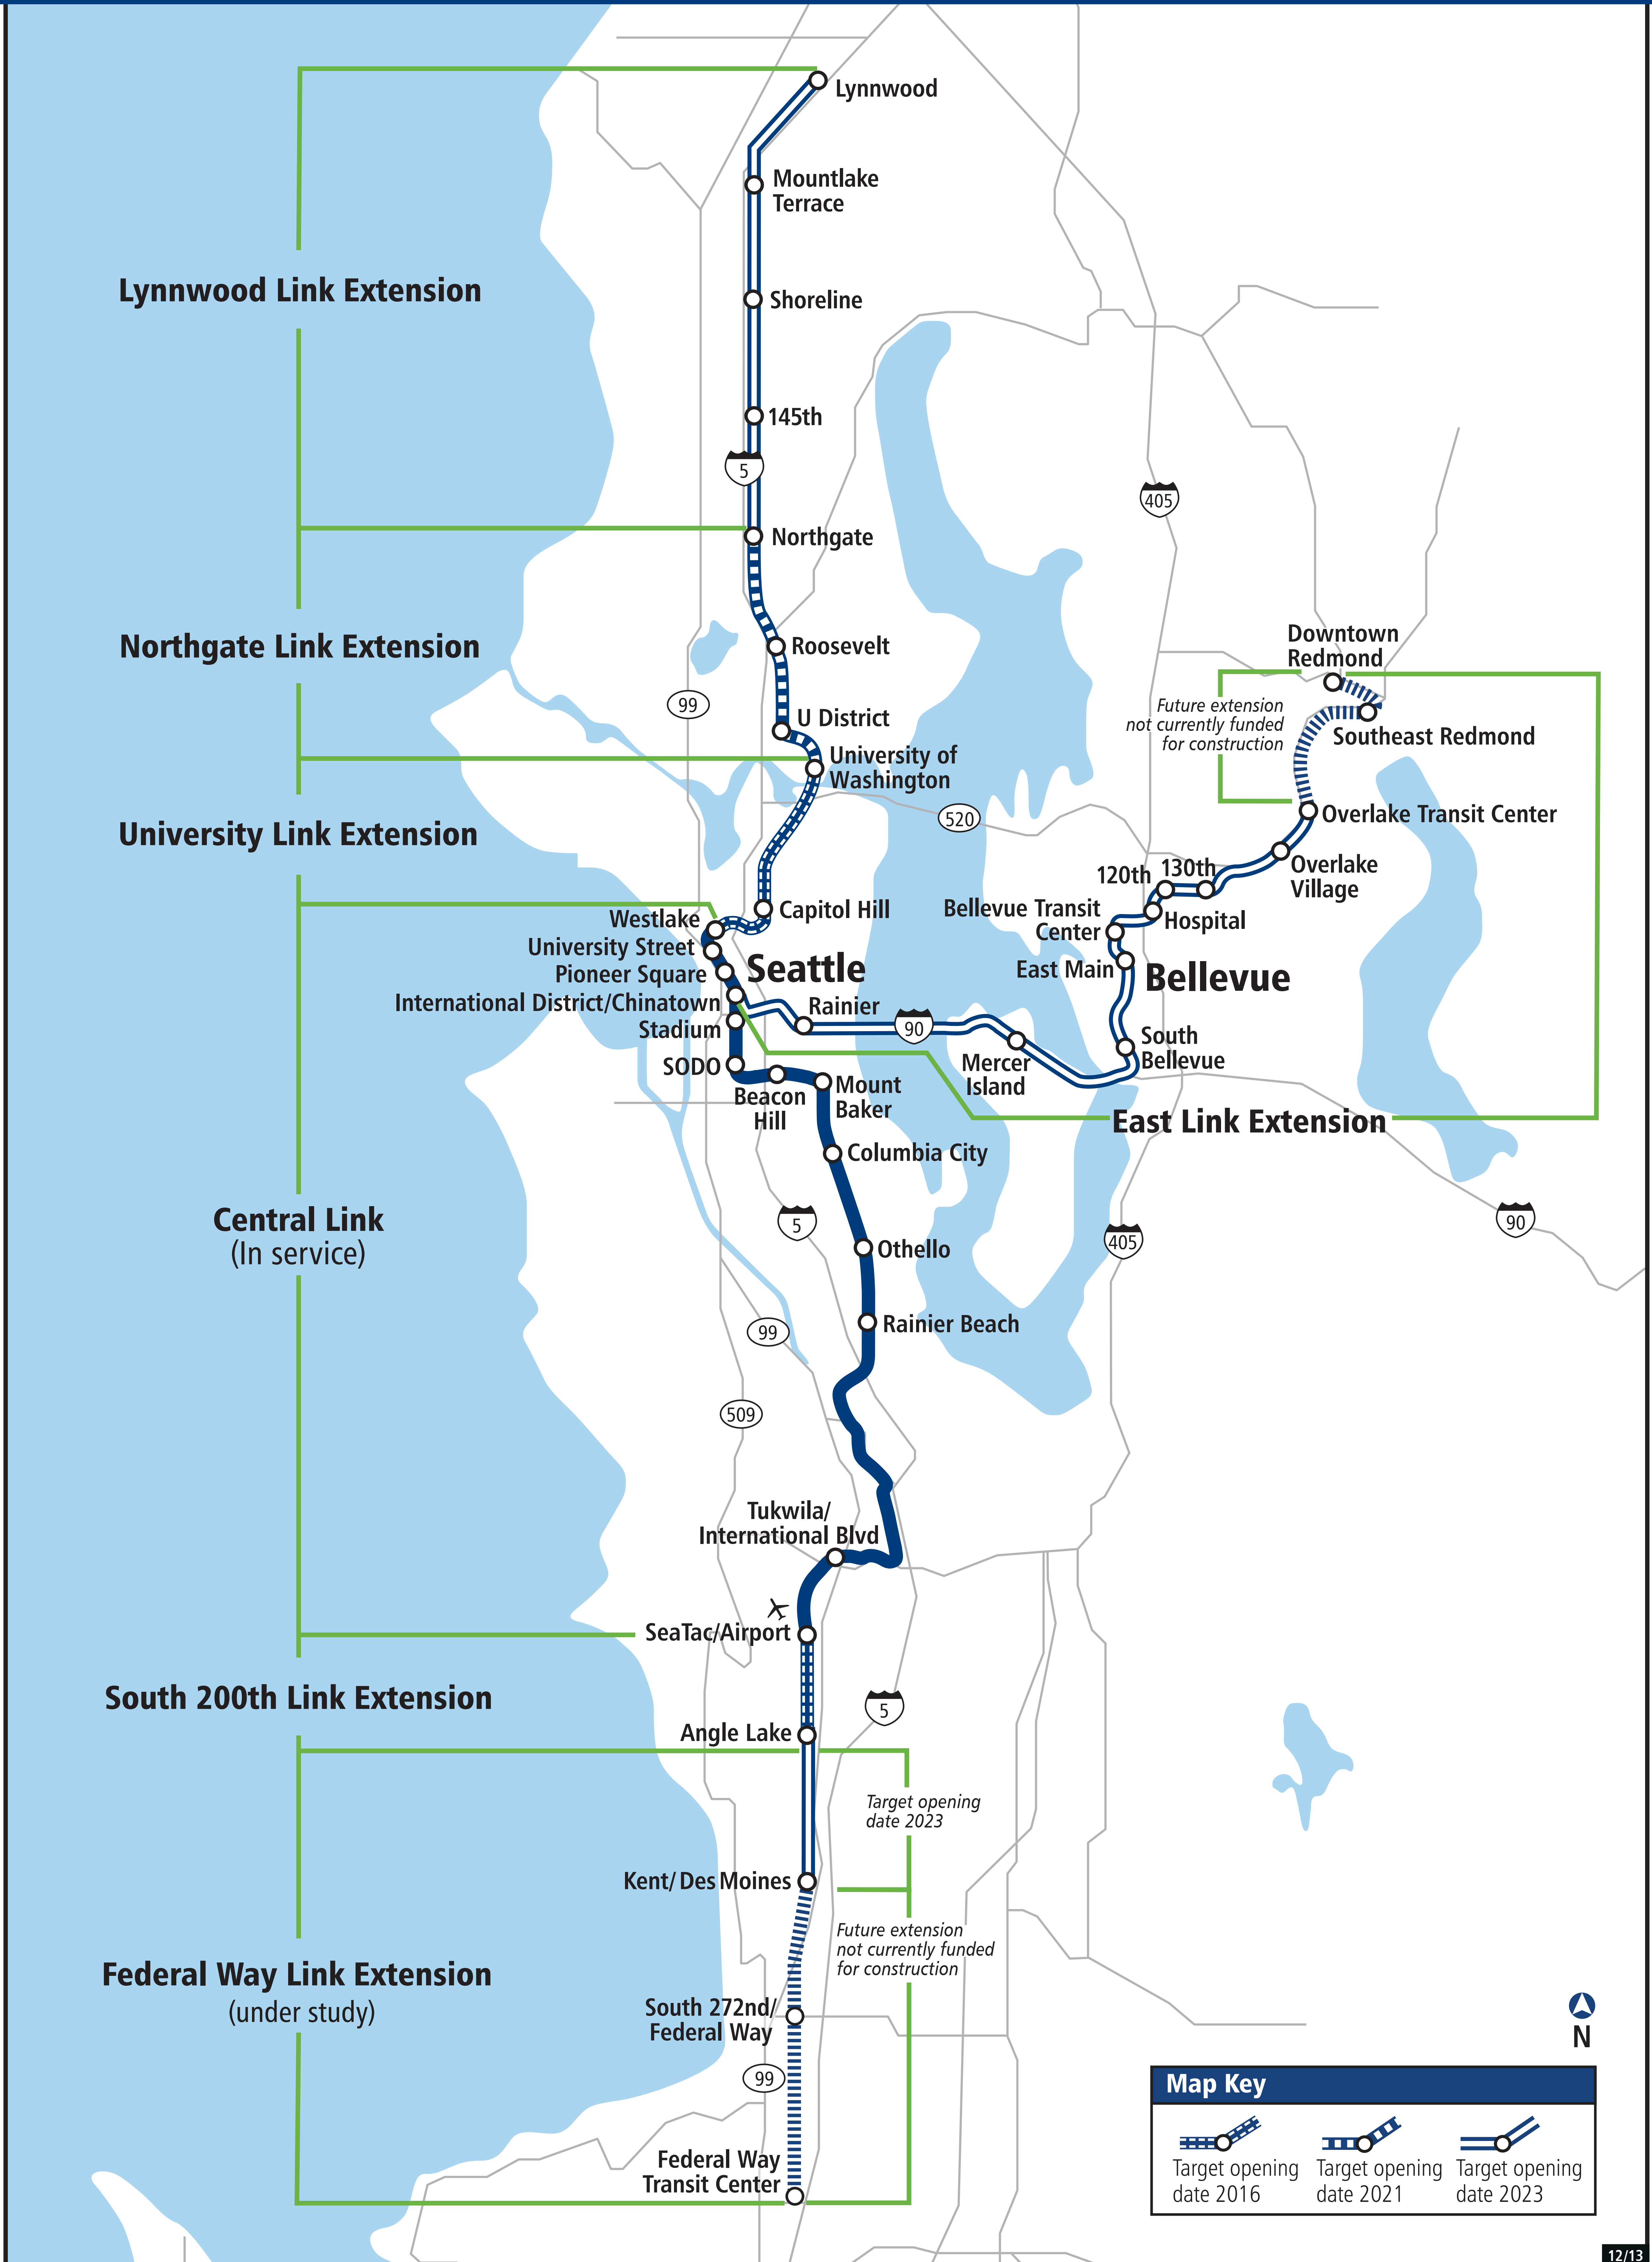 Lynnwood
Mountlake
Terrace
Lynnwood Link Extension
Shoreline
145th
5
405
Northgate
Northgate Link Extension
Roosevelt
Downtown
Redmond
99
Future extension
not currently funded
for construction
U District
Southeast Redmond
University of
Washington
520
Overlake Transit Center
University Link Extension
Overlake
Village
120th
130th
Hospital
Bellevue Transit
Center
Capitol Hill
Westlake
University Street
Seattle
Pioneer Square
East Main
Bellevue
International District/Chinatown
Rainier
Stadium
90
South
Bellevue
SODO
Mercer
Island
Beacon
Hill
Mount
Baker
East Link Extension
Columbia City
Central Link
(In service)
5
405
90
Othello
Rainier Beach
99
509
Tukwila/
International Blvd
SeaTac/Airport
South 200th Link Extension
5
Angle Lake
Target opening
date 2023
Kent/Des Moines
Future extension
not currently funded
for construction
Federal Way Link Extension
(under study)
South 272nd/
Federal Way
N
99
Map Key
Federal Way
Transit Center
Target opening
date 2016
Target opening
date 2021
Target opening
date 2023
12/13